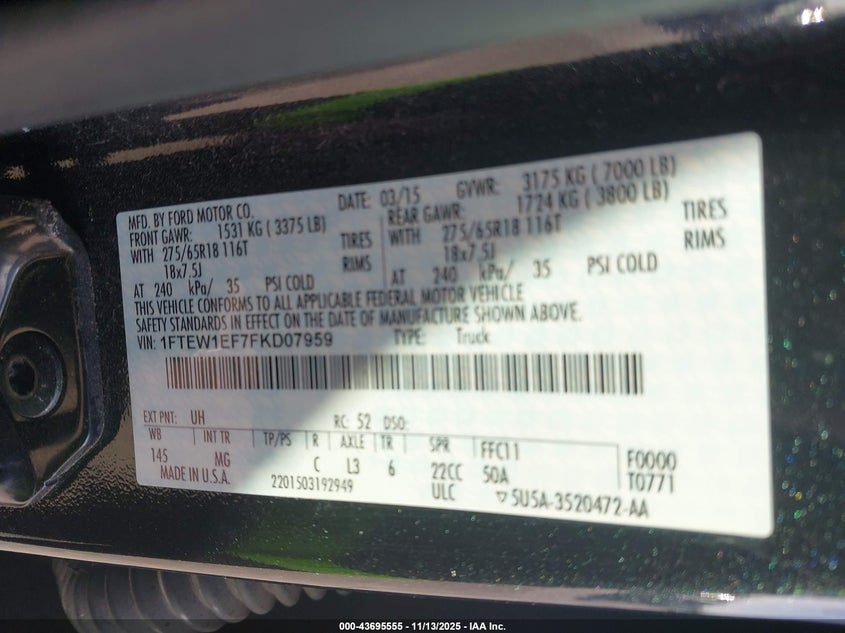 MFD. BY FORD MOTOR CO.
DATE: 03/15 GVWR: 3175 KG ( 7000 LB)
FRONT GAWR: 1531 KG ( 3375 LB)
REAR GAWR: 1724 KG ( 3800 LB)
WITH 275/65R18 116T TIRES
WITH 275/65R18 116T TIRES
18x7.5J RIMS
18x7.5J RIMS
AT 240 kPa/ 35 PSI COLD
AT 240 kPa/ 35 PSI COLD
THIS VEHICLE CONFORMS TO ALL APPLICABLE FEDERAL MOTOR VEHICLE
SAFETY STANDARDS IN EFFECT ON THE DATE OF MANUFACTURE SHOWN ABOVE.
VIN: 1FTEW1EF7FKD07959 TYPE: Truck
EXT PNT: UH RC: 52 DSO:
WB INT TR TP/PS R AXLE TR SPR FFC11 F0000
145 MG C L3 6 22CC 50A T0771
MADE IN U.S.A. 2201503192949 ULC ▽5U5A-3520472-AA
000-43695555 - 11/13/2025 - IAA Inc.